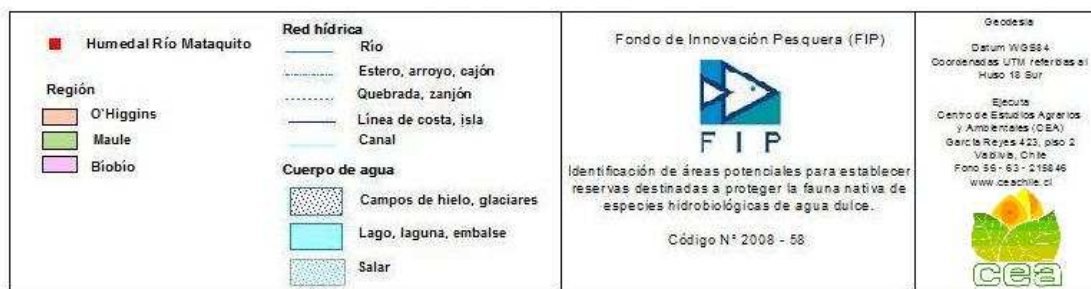 Humedal Río Mataquito
Región
O'Higgins
Maule
Biobio
Red hídrica
Río
Estero, arroyo, cajón
Quebrada, zanjón
Línea de costa, isla
Canal
Cuerpo de agua
Campos de hielo, glaciares
Lago, laguna, embalse
Salar
Fondo de Innovación Pesquera (FIP)
F I P
Identificación de áreas potenciales para establecer
reservas destinadas a proteger la fauna nativa de
especies hidrobiológicas de agua dulce.
Código N° 2008 - 58
Geodesia
Datum WGS84
Coordenadas UTM referidas al
Huso 18 Sur
Ejecuta
Centro de Estudios Agrarios
y Ambientales (CEA)
García Reyes 423, piso 2
Valdivia, Chile
Fono 56 - 63 - 215846
www.ceachile.cl
cea